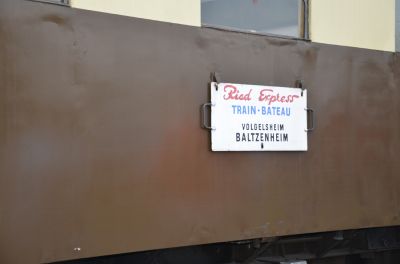 Ried Express
TRAIN-BATEAU
VOLGELSHEIM
BALTZENHEIM